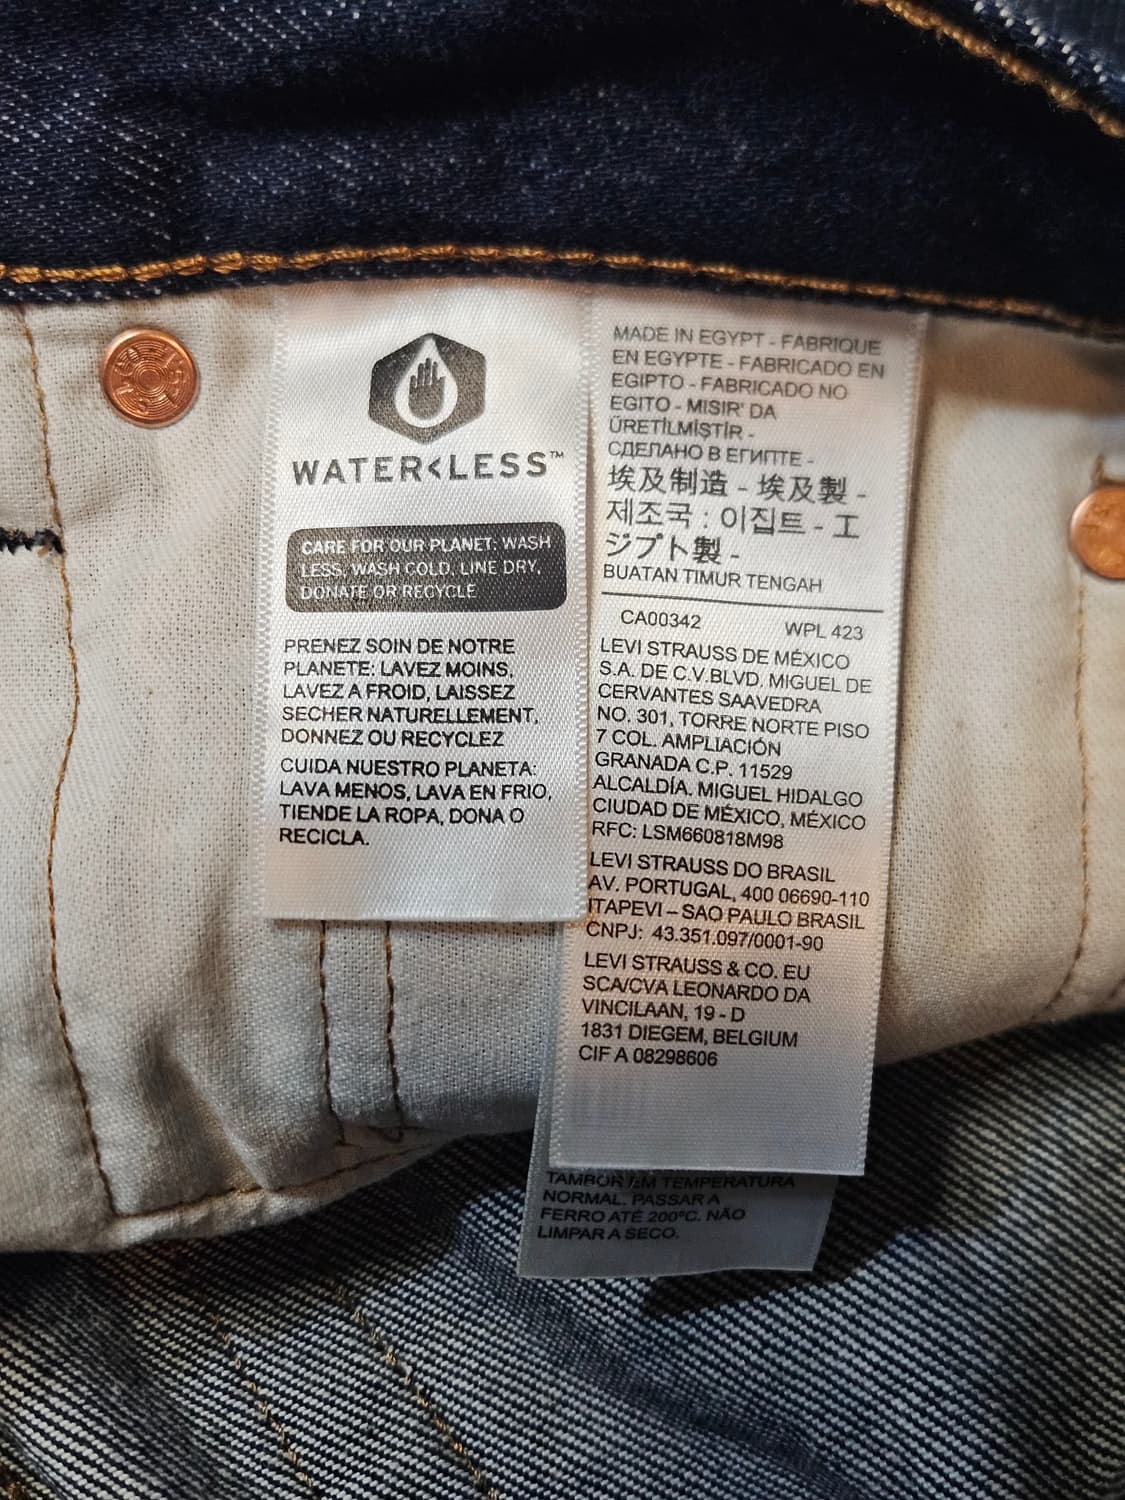 WATER<LESS™
CARE FOR OUR PLANET: WASH
LESS, WASH COLD, LINE DRY,
DONATE OR RECYCLE
PRENEZ SOIN DE NOTRE
PLANETE: LAVEZ MOINS,
LAVEZ A FROID, LAISSEZ
SECHER NATURELLEMENT,
DONNEZ OU RECYCLEZ
CUIDA NUESTRO PLANETA:
LAVA MENOS, LAVA EN FRIO,
TIENDE LA ROPA, DONA O
RECICLA.
MADE IN EGYPT - FABRIQUE
EN EGYPTE - FABRICADO EN
EGIPTO - FABRICADO NO
EGITO - MISIR' DA
ÜRETİLMİŞTİR -
СДЕЛАНО В ЕГИПТЕ -
埃及制造 - 埃及製 -
제조국 : 이집트 - エ
ジプト製 -
BUATAN TIMUR TENGAH
CA00342 WPL 423
LEVI STRAUSS DE MÉXICO
S.A. DE C.V.BLVD. MIGUEL DE
CERVANTES SAAVEDRA
NO. 301, TORRE NORTE PISO
7 COL. AMPLIACIÓN
GRANADA C.P. 11529
ALCALDÍA. MIGUEL HIDALGO
CIUDAD DE MÉXICO, MÉXICO
RFC: LSM660818M98
LEVI STRAUSS DO BRASIL
AV. PORTUGAL, 400 06690-110
ITAPEVI – SAO PAULO BRASIL
CNPJ: 43.351.097/0001-90
LEVI STRAUSS & CO. EU
SCA/CVA LEONARDO DA
VINCILAAN, 19 - D
1831 DIEGEM, BELGIUM
CIF A 08298606
TAMBOR EM TEMPERATURA
NORMAL. PASSAR A
FERRO ATÉ 200°C. NÃO
LIMPAR A SECO.